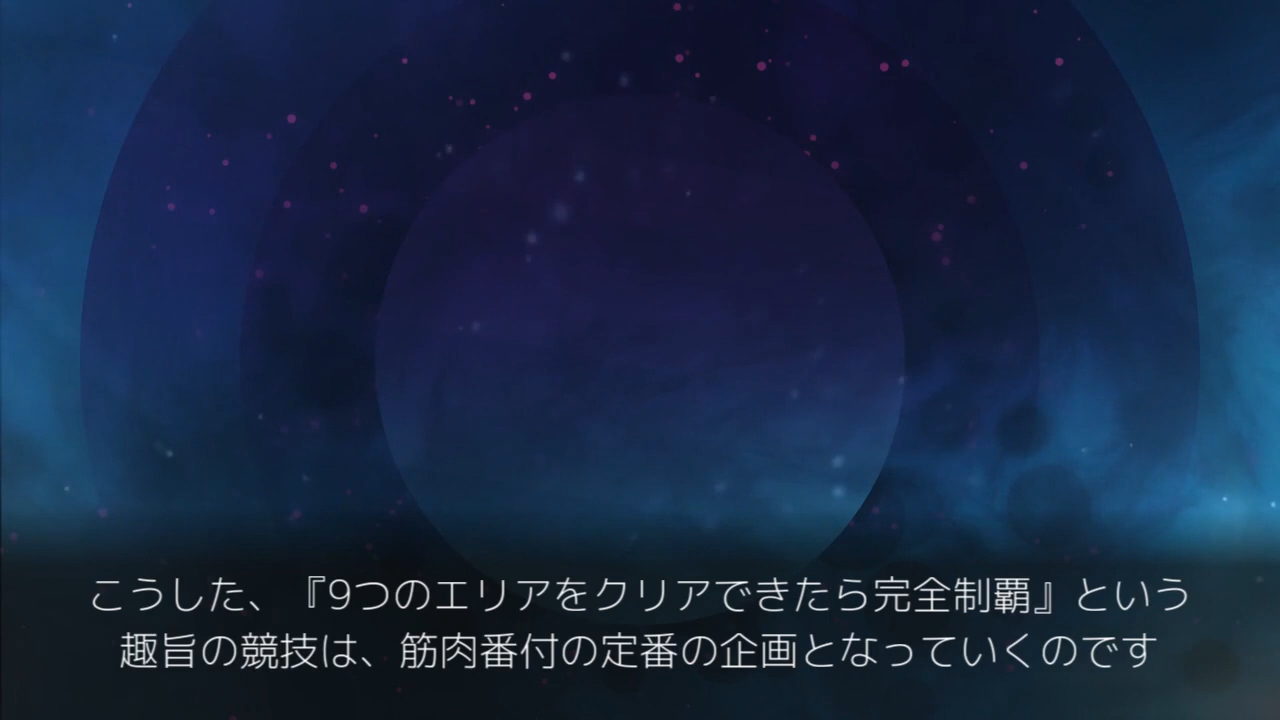 こうした、『9つのエリアをクリアできたら完全制覇』という
趣旨の競技は、筋肉番付の定番の企画となっていくのです